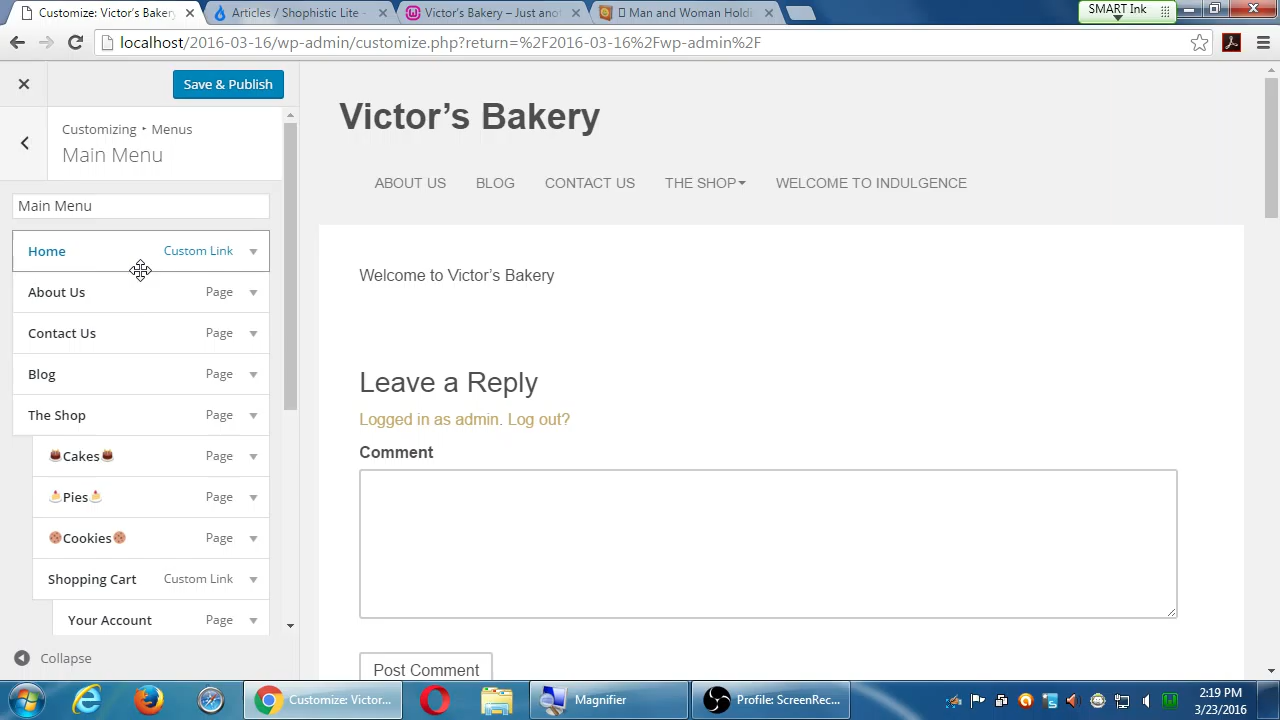 Customize: Victor's Bakery
Articles / Shophistic Lite -
Victor's Bakery – Just anot
Man and Woman Holdi
SMART Ink
localhost/2016-03-16/wp-admin/customize.php?return=%2F2016-03-16%2Fwp-admin%2F
Save & Publish
Customizing ‣ Menus
Main Menu
Main Menu
Home Custom Link
About Us Page
Contact Us Page
Blog Page
The Shop Page
Cakes Page
Pies Page
Cookies Page
Shopping Cart Custom Link
Your Account Page
Collapse
Victor's Bakery
ABOUT US BLOG CONTACT US THE SHOP WELCOME TO INDULGENCE
Welcome to Victor's Bakery
Leave a Reply
Logged in as admin. Log out?
Comment
Post Comment
Customize: Victor...
Magnifier
Profile: ScreenRec...
2:19 PM
3/23/2016